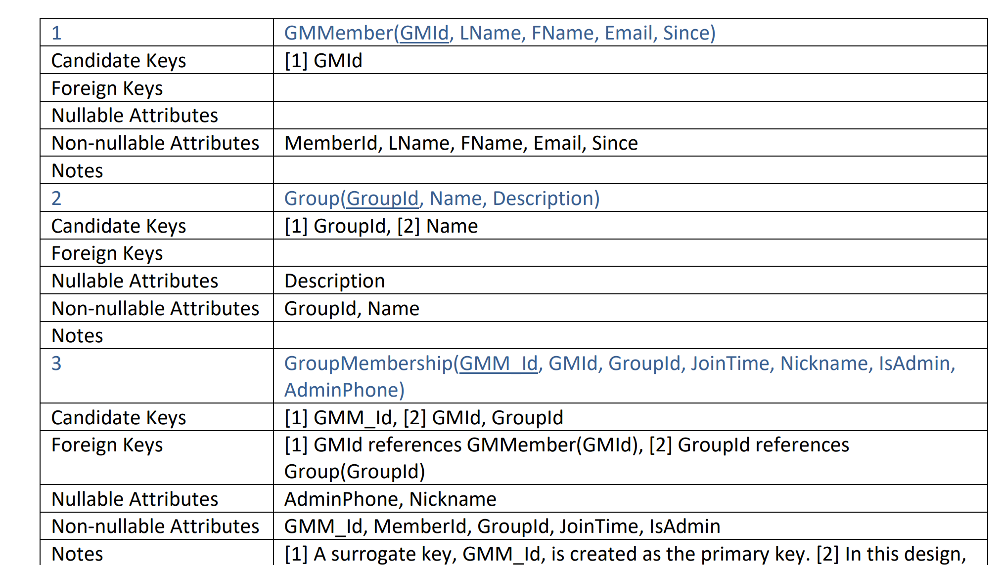 1 GMMember(GMId, LName, FName, Email, Since)
Candidate Keys [1] GMId
Foreign Keys
Nullable Attributes
Non-nullable Attributes MemberId, LName, FName, Email, Since
Notes
2 Group(GroupId, Name, Description)
Candidate Keys [1] GroupId, [2] Name
Foreign Keys
Nullable Attributes Description
Non-nullable Attributes GroupId, Name
Notes
3 GroupMembership(GMM_Id, GMId, GroupId, JoinTime, Nickname, IsAdmin,
AdminPhone)
Candidate Keys [1] GMM_Id, [2] GMId, GroupId
Foreign Keys [1] GMId references GMMember(GMId), [2] GroupId references
Group(GroupId)
Nullable Attributes AdminPhone, Nickname
Non-nullable Attributes GMM_Id, MemberId, GroupId, JoinTime, IsAdmin
Notes [1] A surrogate key, GMM_Id, is created as the primary key. [2] In this design,